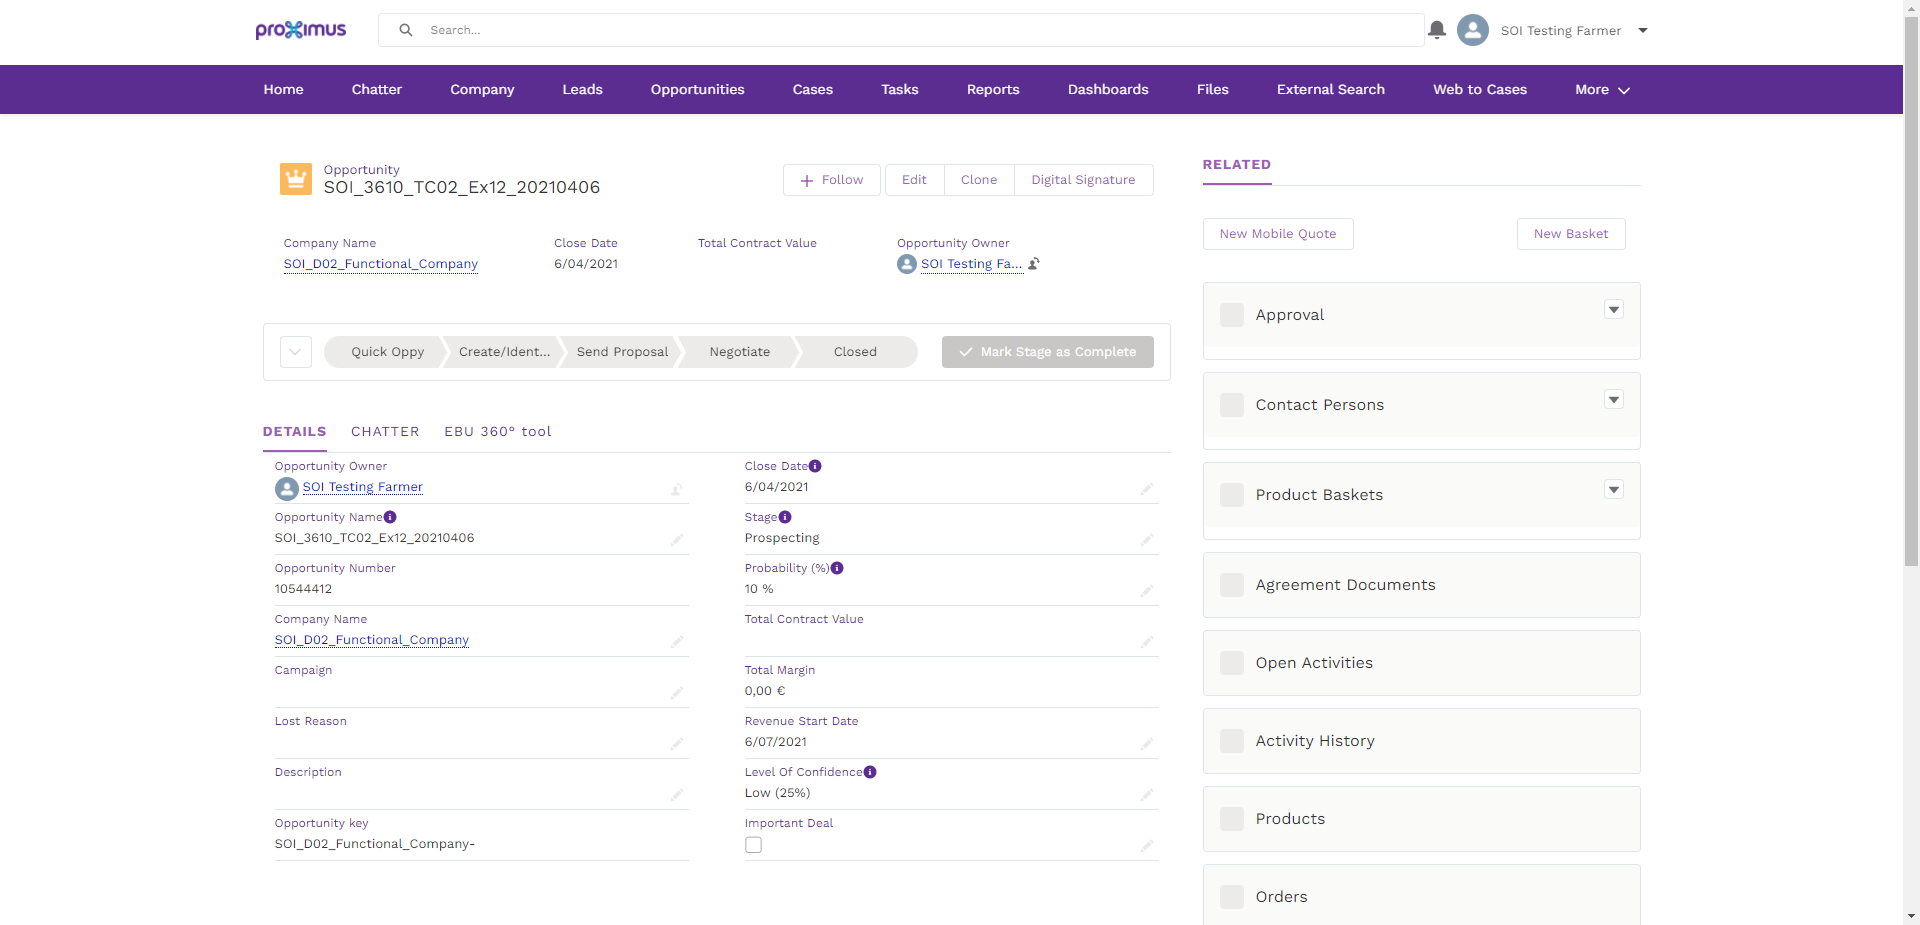 proximus
Search...
SOI Testing Farmer
Home Chatter Company Leads Opportunities Cases Tasks Reports Dashboards Files External Search Web to Cases More
Opportunity
SOI_3610_TC02_Ex12_20210406
Follow Edit Clone Digital Signature
Company Name Close Date Total Contract Value Opportunity Owner
SOI_D02_Functional_Company 6/04/2021 SOI Testing Fa...
Quick Oppy Create/Ident... Send Proposal Negotiate Closed Mark Stage as Complete
DETAILS CHATTER EBU 360° tool
Opportunity Owner
SOI Testing Farmer
Opportunity Name
SOI_3610_TC02_Ex12_20210406
Opportunity Number
10544412
Company Name
SOI_D02_Functional_Company
Campaign
Lost Reason
Description
Opportunity key
SOI_D02_Functional_Company-
Close Date
6/04/2021
Stage
Prospecting
Probability (%)
10 %
Total Contract Value
Total Margin
0,00 €
Revenue Start Date
6/07/2021
Level Of Confidence
Low (25%)
Important Deal
RELATED
New Mobile Quote New Basket
Approval
Contact Persons
Product Baskets
Agreement Documents
Open Activities
Activity History
Products
Orders